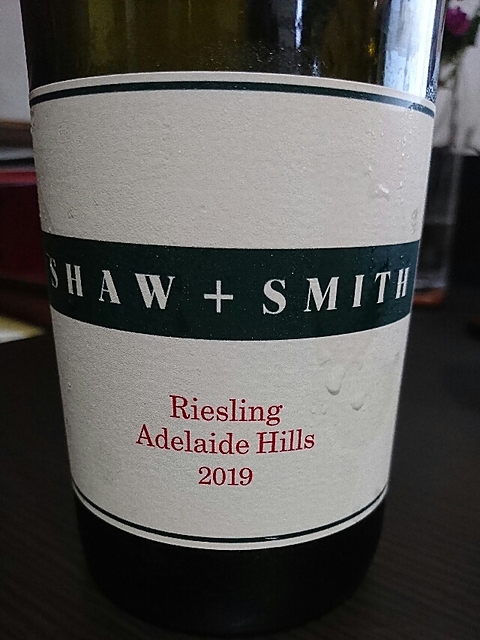 SHAW + SMITH
Riesling
Adelaide Hills
2019